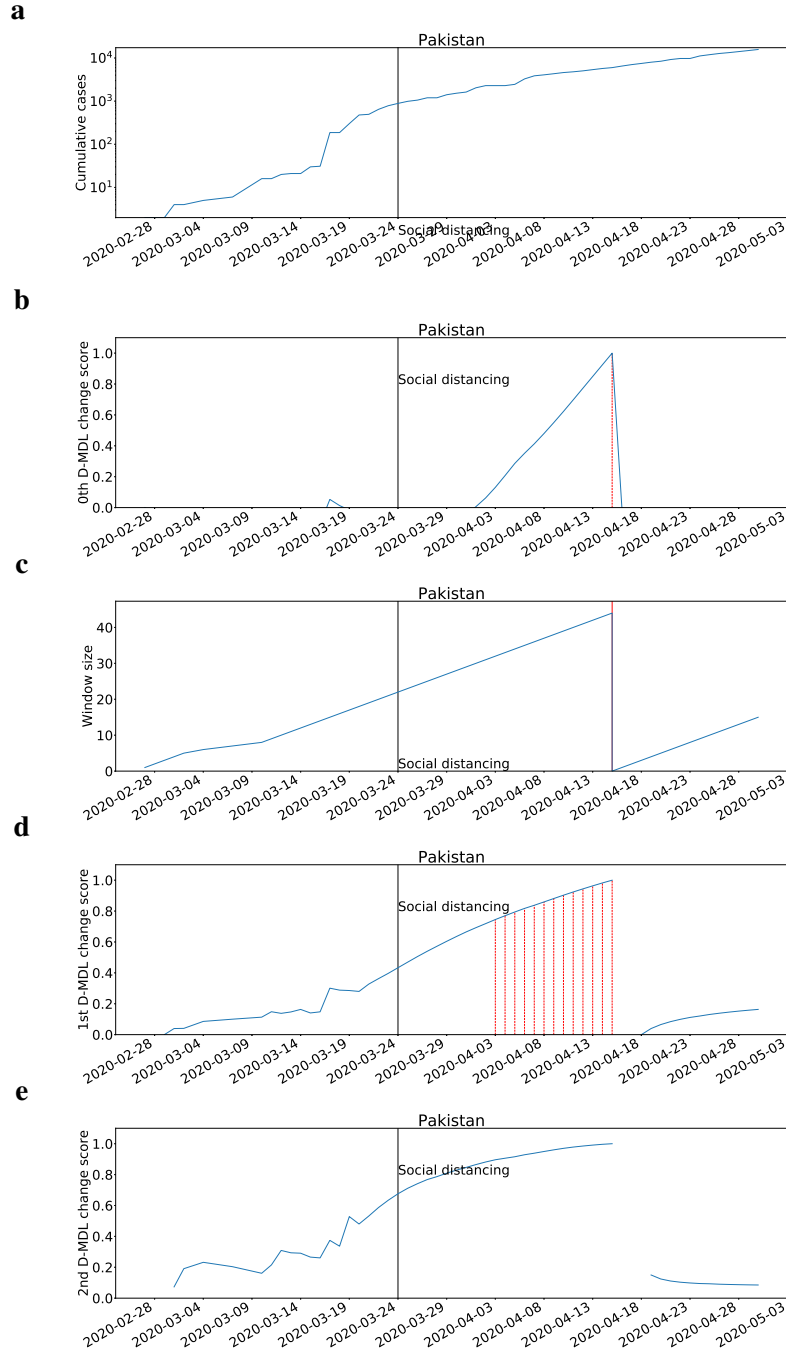 a
Pakistan
Cumulative cases
10^4
10^3
10^2
10^1
Social distancing
2020-02-28 2020-03-04 2020-03-09 2020-03-14 2020-03-19 2020-03-24 2020-03-29 2020-04-03 2020-04-08 2020-04-13 2020-04-18 2020-04-23 2020-04-28 2020-05-03
b
Pakistan
0th D-MDL change score
1.0
0.8
Social distancing
0.6
0.4
0.2
0.0
2020-02-28 2020-03-04 2020-03-09 2020-03-14 2020-03-19 2020-03-24 2020-03-29 2020-04-03 2020-04-08 2020-04-13 2020-04-18 2020-04-23 2020-04-28 2020-05-03
c
Pakistan
Window size
40
30
20
10
Social distancing
0
2020-02-28 2020-03-04 2020-03-09 2020-03-14 2020-03-19 2020-03-24 2020-03-29 2020-04-03 2020-04-08 2020-04-13 2020-04-18 2020-04-23 2020-04-28 2020-05-03
d
Pakistan
1st D-MDL change score
1.0
0.8
Social distancing
0.6
0.4
0.2
0.0
2020-02-28 2020-03-04 2020-03-09 2020-03-14 2020-03-19 2020-03-24 2020-03-29 2020-04-03 2020-04-08 2020-04-13 2020-04-18 2020-04-23 2020-04-28 2020-05-03
e
Pakistan
2nd D-MDL change score
1.0
0.8
Social distancing
0.6
0.4
0.2
0.0
2020-02-28 2020-03-04 2020-03-09 2020-03-14 2020-03-19 2020-03-24 2020-03-29 2020-04-03 2020-04-08 2020-04-13 2020-04-18 2020-04-23 2020-04-28 2020-05-03